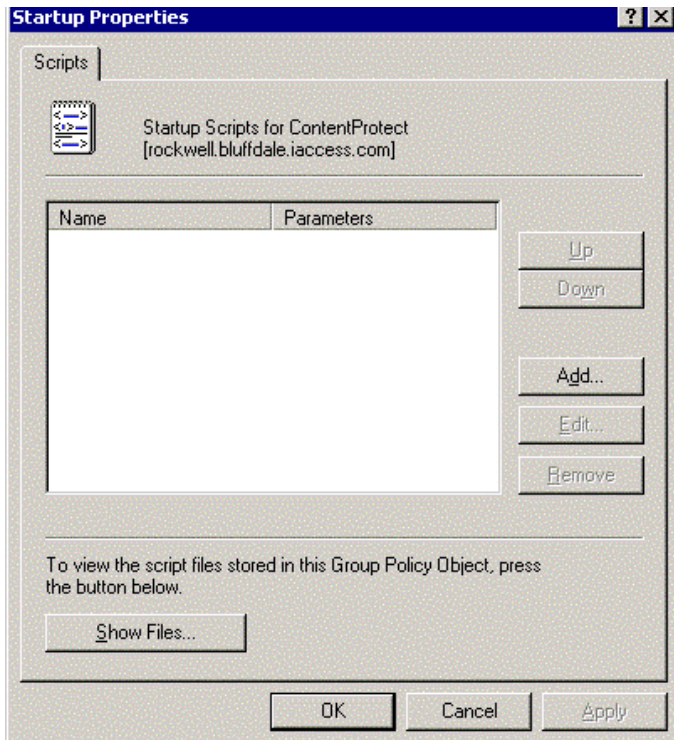 Startup Properties
Scripts
Startup Scripts for ContentProtect
[rockwell.bluffdale.iaccess.com]
Name Parameters
Up
Down
Add...
Edit...
Remove
To view the script files stored in this Group Policy Object, press
the button below.
Show Files...
OK Cancel Apply